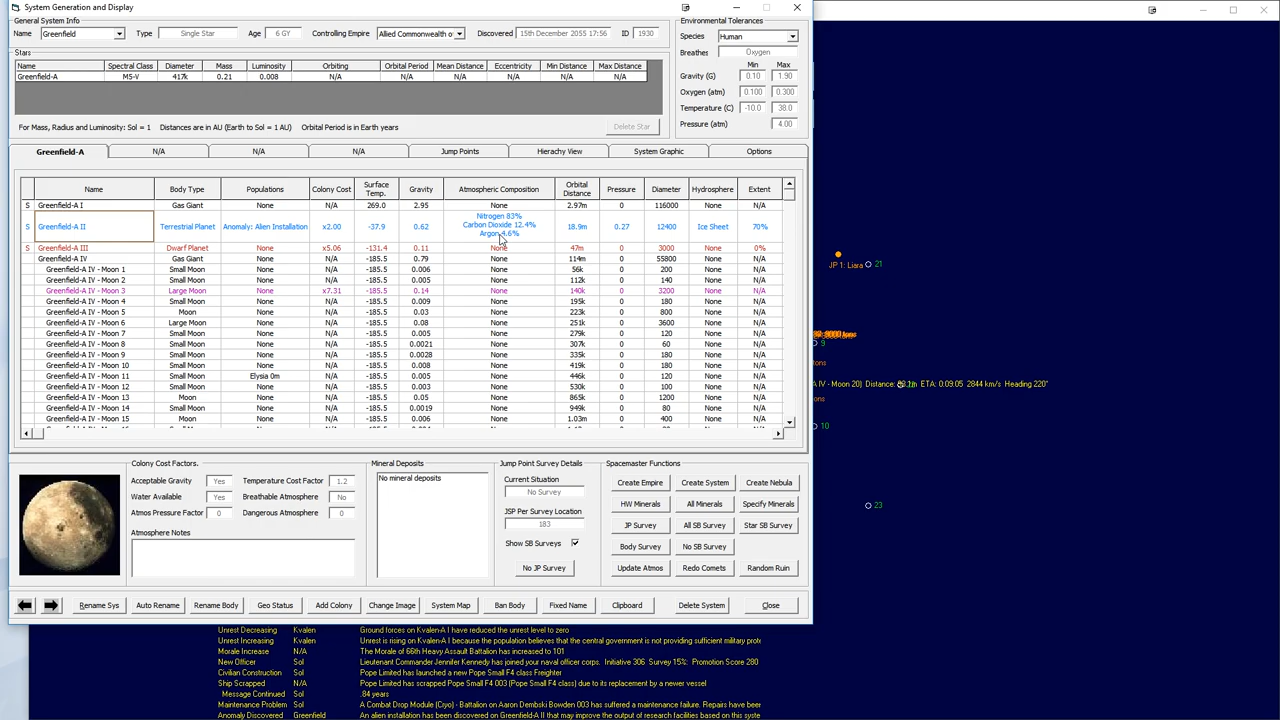 System Generation and Display
General System Info
Name Greenfield Type Single Star Age 6 GY Controlling Empire Allied Commonwealth o Discovered 15th December 2055 17:56 ID 1930
Environmental Tolerances
Species Human
Breathes Oxygen
Min Max
Gravity (G) 0.10 1.90
Oxygen (atm) 0.100 0.300
Temperature (C) -10.0 38.0
Pressure (atm) 4.00
Stars
Name Spectral Class Diameter Mass Luminosity Orbiting Orbital Period Mean Distance Eccentricity Min Distance Max Distance
Greenfield-A M5-V 417k 0.21 0.008 N/A N/A N/A N/A N/A N/A
For Mass, Radius and Luminosity: Sol = 1 Distances are in AU (Earth to Sol = 1 AU) Orbital Period is in Earth years Delete Star
Greenfield-A N/A N/A N/A Jump Points Hierachy View System Graphic Options
Name Body Type Populations Colony Cost Surface Temp. Gravity Atmospheric Composition Orbital Distance Pressure Diameter Hydrosphere Extent
S Greenfield-A I Gas Giant None N/A 269.0 2.95 None 2.97m 0 116000 None N/A
S Greenfield-A II Terrestrial Planet Anomaly: Alien Installation x2.00 -37.9 0.62 Nitrogen 83% Carbon Dioxide 12.4% Argon 4.6% 18.9m 0.27 12400 Ice Sheet 70%
S Greenfield-A III Dwarf Planet None x5.06 -131.4 0.11 None 47m 0 3000 None 0%
Greenfield-A IV Gas Giant None N/A -185.5 0.79 None 114m 0 55800 None N/A
Greenfield-A IV - Moon 1 Small Moon None N/A -185.5 0.006 None 56k 0 200 None N/A
Greenfield-A IV - Moon 2 Small Moon None N/A -185.5 0.005 None 112k 0 140 None N/A
Greenfield-A IV - Moon 3 Large Moon None x7.31 -185.5 0.14 None 140k 0 3200 None N/A
Greenfield-A IV - Moon 4 Small Moon None N/A -185.5 0.009 None 195k 0 180 None N/A
Greenfield-A IV - Moon 5 Moon None N/A -185.5 0.03 None 223k 0 800 None N/A
Greenfield-A IV - Moon 6 Large Moon None N/A -185.5 0.08 None 251k 0 3600 None N/A
Greenfield-A IV - Moon 7 Small Moon None N/A -185.5 0.005 None 279k 0 120 None N/A
Greenfield-A IV - Moon 8 Small Moon None N/A -185.5 0.0028 None 307k 0 60 None N/A
Greenfield-A IV - Moon 9 Small Moon None N/A -185.5 0.0028 None 335k 0 180 None N/A
Greenfield-A IV - Moon 10 Small Moon None N/A -185.5 0.008 None 419k 0 180 None N/A
Greenfield-A IV - Moon 11 Small Moon Elysia 0m N/A -185.5 0.006 None 446k 0 120 None N/A
Greenfield-A IV - Moon 12 Small Moon None N/A -185.5 0.003 None 530k 0 100 None N/A
Greenfield-A IV - Moon 13 Moon None N/A -185.5 0.05 None 865k 0 1200 None N/A
Greenfield-A IV - Moon 14 Small Moon None N/A -185.5 0.0019 None 949k 0 80 None N/A
Greenfield-A IV - Moon 15 Moon None N/A -185.5 0.006 None 1.03m 0 400 None N/A
Colony Cost Factors.
Acceptable Gravity Yes Temperature Cost Factor 1.2
Water Available Yes Breathable Atmosphere No
Atmos Pressure Factor 0 Dangerous Atmosphere 0
Atmosphere Notes
Mineral Deposits
No mineral deposits
Jump Point Survey Details
Current Situation
No Survey
JSP Per Survey Location
183
Show SB Surveys
No JP Survey
Spacemaster Functions
Create Empire Create System Create Nebula
HW Minerals All Minerals Specify Minerals
JP Survey All SB Survey Star SB Survey
Body Survey No SB Survey
Update Atmos Redo Comets Random Ruin
Rename Sys Auto Rename Rename Body Geo Status Add Colony Change Image System Map Ban Body Fixed Name Clipboard Delete System Close
JP 1: Liara 21
9
tons
A IV - Moon 20) Distance: ETA: 0:09.05 2844 km/s Heading 220°
ons
10
23
Unrest Decreasing Kvalen Ground forces on Kvalen-A I have reduced the unrest level to zero
Unrest Increasing Kvalen Unrest is rising on Kvalen-A I because the population believes that the central government is not providing sufficient military prote
Morale Increase N/A The Morale of 66th Heavy Assault Battalion has increased to 101
New Officer Sol Lieutenant Commander Jennifer Kennedy has joined your naval officer corps. Initiative 306 Survey 15%: Promotion Score 280
Civilian Construction Sol Pope Limited has launched a new Pope Small F4 class Freighter
Ship Scrapped N/A Pope Limited has scrapped Pope Small F4 003 (Pope Small F4 class) due to its replacement by a newer vessel
Message Continued Sol .84 years
Maintenance Problem Sol A Combat Drop Module (Cryo) - Battalion on Aaron Dembski Bowden 003 has suffered a maintenance failure. Repairs have been
Anomaly Discovered Greenfield An alien installation has been discovered on Greenfield-A II that may improve the output of research facilities based on this syste